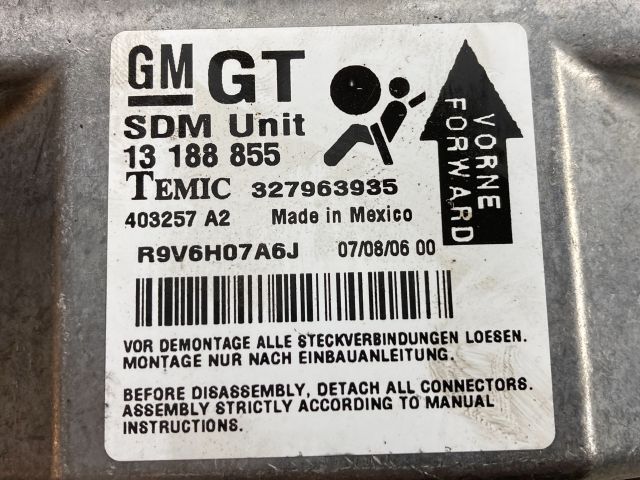 GM GT
SDM Unit
13 188 855
TEMIC 327963935
403257 A2 Made in Mexico
R9V6H07A6J 07/08/06 00
VORNE
FORWARD
VOR DEMONTAGE ALLE STECKVERBINDUNGEN LOESEN.
MONTAGE NUR NACH EINBAUANLEITUNG.
BEFORE DISASSEMBLY, DETACH ALL CONNECTORS.
ASSEMBLY STRICTLY ACCORDING TO MANUAL
INSTRUCTIONS.